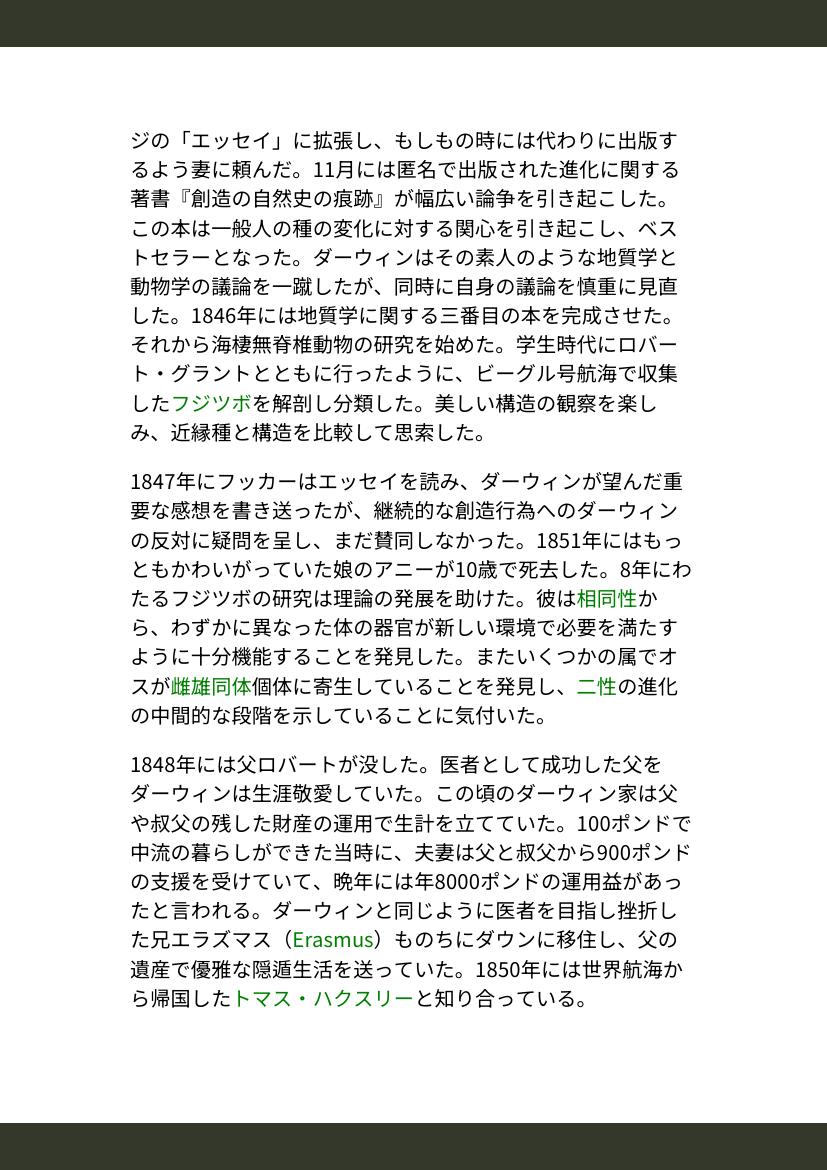 ジの「エッセイ」に拡張し、もしもの時には代わりに出版す
るよう妻に頼んだ。11月には匿名で出版された進化に関する
著書『創造の自然史の痕跡』が幅広い論争を引き起こした。
この本は一般人の種の変化に対する関心を引き起こし、ベス
トセラーとなった。ダーウィンはその素人のような地質学と
動物学の議論を一蹴したが、同時に自身の議論を慎重に見直
した。1846年には地質学に関する三番目の本を完成させた。
それから海棲無脊椎動物の研究を始めた。学生時代にロバー
ト・グラントとともに行ったように、ビーグル号航海で収集
したフジツボを解剖し分類した。美しい構造の観察を楽し
み、近縁種と構造を比較して思索した。
1847年にフッカーはエッセイを読み、ダーウィンが望んだ重
要な感想を書き送ったが、継続的な創造行為へのダーウィン
の反対に疑問を呈し、まだ賛同しなかった。1851年にはもっ
ともかわいがっていた娘のアニーが10歳で死去した。8年にわ
たるフジツボの研究は理論の発展を助けた。彼は相同性か
ら、わずかに異なった体の器官が新しい環境で必要を満たす
ように十分機能することを発見した。またいくつかの属でオ
スが雌雄同体個体に寄生していることを発見し、二性の進化
の中間的な段階を示していることに気付いた。
1848年には父ロバートが没した。医者として成功した父を
ダーウィンは生涯敬愛していた。この頃のダーウィン家は父
や叔父の残した財産の運用で生計を立てていた。100ポンドで
中流の暮らしができた当時に、夫妻は父と叔父から900ポンド
の支援を受けていて、晩年には年8000ポンドの運用益があっ
たと言われる。ダーウィンと同じように医者を目指し挫折し
た兄エラズマス（Erasmus）ものちにダウンに移住し、父の
遺産で優雅な隠遁生活を送っていた。1850年には世界航海か
ら帰国したトマス・ハクスリーと知り合っている。